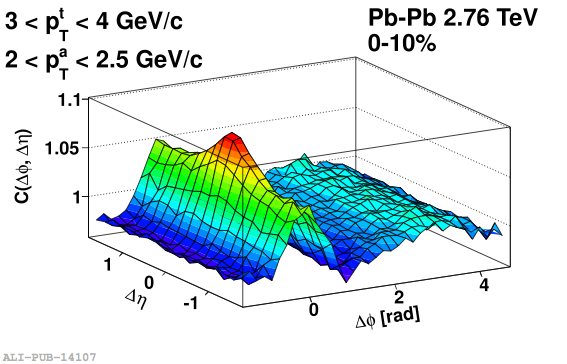 3 < p_T^t < 4 GeV/c
Pb-Pb 2.76 TeV
2 < p_T^a < 2.5 GeV/c
0-10%
C(Δϕ, Δη)
1.1
1.05
1
1
0
-1
Δη
0
2
4
Δϕ [rad]
ALI-PUB-14107